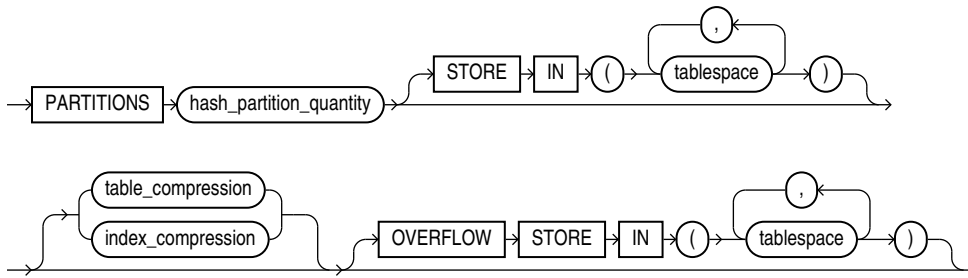 ,
STORE IN ( tablespace )
PARTITIONS hash_partition_quantity
table_compression
,
index_compression
OVERFLOW STORE IN ( tablespace )